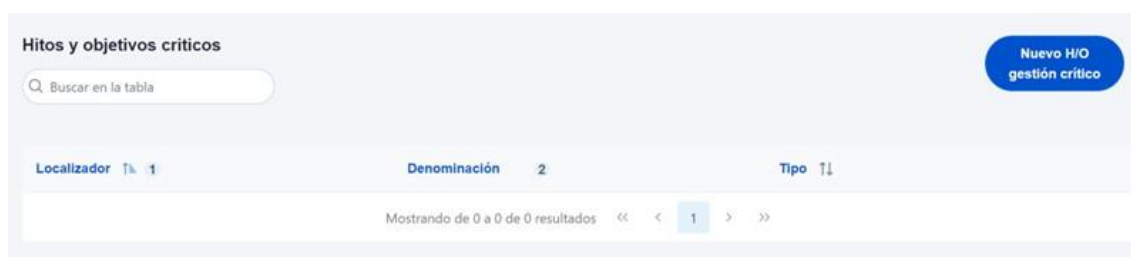 Hitos y objetivos criticos
Nuevo H/O
gestión crítico
Buscar en la tabla
Localizador 1 Denominación 2 Tipo
Mostrando de 0 a 0 de 0 resultados << < 1 > >>